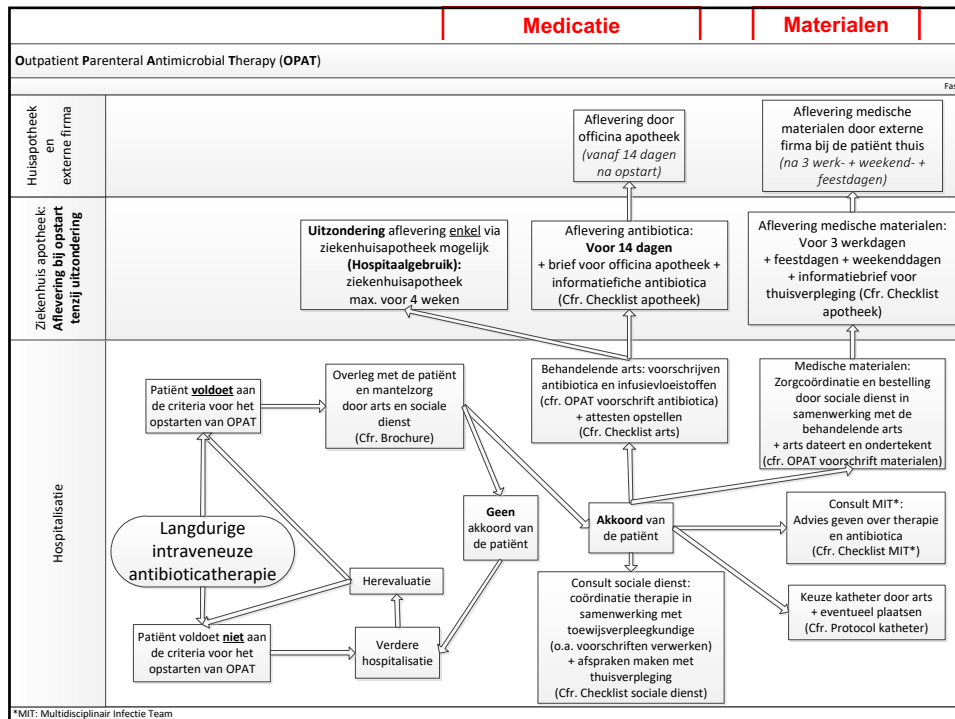 Medicatie
Materialen
Outpatient Parenteral Antimicrobial Therapy (OPAT)
Fas
Huisapotheek
en
externe firma
Aflevering door
officina apotheek
(vanaf 14 dagen
na opstart)
Aflevering medische
materialen door externe
firma bij de patiënt thuis
(na 3 werk- + weekend- +
feestdagen)
Ziekenhuis apotheek:
Aflevering bij opstart
tenzij uitzondering
Uitzondering aflevering enkel via
ziekenhuisapotheek mogelijk
(Hospitaalgebruik):
ziekenhuisapotheek
max. voor 4 weken
Aflevering antibiotica:
Voor 14 dagen
+ brief voor officina apotheek +
informatiefiche antibiotica
(Cfr. Checklist apotheek)
Aflevering medische materialen:
Voor 3 werkdagen
+ feestdagen + weekenddagen
+ informatiebrief voor
thuisverpleging (Cfr. Checklist
apotheek)
Hospitalisatie
Patiënt voldoet aan
de criteria voor het
opstarten van OPAT
Overleg met de patiënt
en mantelzorg
door arts en sociale
dienst
(Cfr. Brochure)
Behandelende arts: voorschrijven
antibiotica en infusievloeistoffen
(cfr. OPAT voorschrift antibiotica)
+ attesten opstellen
(Cfr. Checklist arts)
Medische materialen:
Zorgcoördinatie en bestelling
door sociale dienst in
samenwerking met de
behandelende arts
+ arts dateert en ondertekent
(cfr. OPAT voorschrift materialen)
Langdurige
intraveneuze
antibioticatherapie
Geen
akkoord van
de patiënt
Akkoord van
de patiënt
Consult MIT*:
Advies geven over therapie
en antibiotica
(Cfr. Checklist MIT*)
Herevaluatie
Consult sociale dienst:
coördinatie therapie in
samenwerking met
toewijsverpleegkundige
(o.a. voorschriften verwerken)
+ afspraken maken met
thuisverpleging
(Cfr. Checklist sociale dienst)
Keuze katheter door arts
+ eventueel plaatsen
(Cfr. Protocol katheter)
Patiënt voldoet niet aan
de criteria voor het
opstarten van OPAT
Verdere
hospitalisatie
*MIT: Multidisciplinair Infectie Team